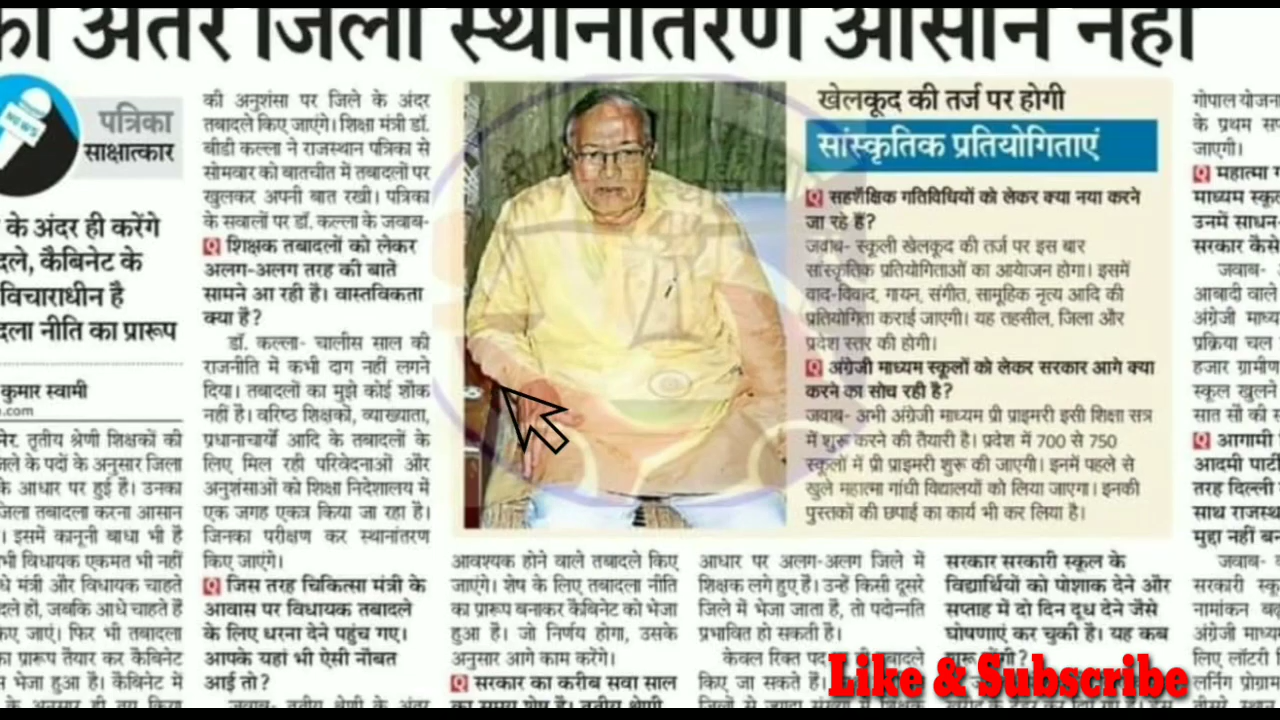 का अंतर जिला स्थानांतरण आसान नहीं
पत्रिका
साक्षात्कार
के अंदर ही करेंगे
कैबिनेट के
विचाराधीन है
नीति का प्रारूप
कुमार स्वामी
.com
तृतीय श्रेणी शिक्षकों की
के पदों के अनुसार जिला
के आधार पर हुई है। उनका
जिला तबादला करना आसान
इसमें कानूनी बाधा भी है
विधायक एकमत भी नहीं
मंत्री और विधायक चाहते
हो, जबकि आधे चाहते हैं
जाएं। फिर भी तबादला
प्रारूप तैयार कर कैबिनेट
भेजा हुआ है। कैबिनेट में
की अनुशंसा पर जिले के अंदर
तबादले किए जाएंगे। शिक्षा मंत्री डॉ.
बीडी कल्ला ने राजस्थान पत्रिका से
सोमवार को बातचीत में तबादलों पर
खुलकर अपनी बात रखी। पत्रिका
के सवालों पर डॉ. कल्ला के जवाब-
Q शिक्षक तबादलों को लेकर
अलग-अलग तरह की बातें
सामने आ रही है। वास्तविकता
क्या है?
डॉ. कल्ला- चालीस साल की
राजनीति में कभी दाग नहीं लगने
दिया। तबादलों का मुझे कोई शौक
नहीं है। वरिष्ठ शिक्षकों, व्याख्याता,
प्रधानाचार्यों आदि के तबादलों के
लिए मिल रही परिवेदनाओं और
अनुशंसाओं को शिक्षा निदेशालय में
एक जगह एकत्र किया जा रहा है।
जिनका परीक्षण कर स्थानांतरण
किए जाएंगे।
Q जिस तरह चिकित्सा मंत्री के
आवास पर विधायक तबादले
के लिए धरना देने पहुंच गए।
आपके यहां भी ऐसी नौबत
आई तो?
खेलकूद की तर्ज पर होगी
सांस्कृतिक प्रतियोगिताएं
Q सहशैक्षिक गतिविधियों को लेकर क्या नया करने
जा रहे हैं?
जवाब- स्कूली खेलकूद की तर्ज पर इस बार
सांस्कृतिक प्रतियोगिताओं का आयोजन होगा। इसमें
वाद-विवाद, गायन, संगीत, सामूहिक नृत्य आदि की
प्रतियोगिता कराई जाएगी। यह तहसील, जिला और
प्रदेश स्तर की होगी।
Q अंग्रेजी माध्यम स्कूलों को लेकर सरकार आगे क्या
करने का सोच रही है?
जवाब- अभी अंग्रेजी माध्यम प्री प्राइमरी इसी शिक्षा सत्र
में शुरू करने की तैयारी है। प्रदेश में 700 से 750
स्कूलों में प्री प्राइमरी शुरू की जाएगी। इनमें पहले से
खुले महात्मा गांधी विद्यालयों को लिया जाएगा। इनकी
पुस्तकों की छपाई का कार्य भी कर लिया है।
आवश्यक होने वाले तबादले किए
जाएंगे। शेष के लिए तबादला नीति
का प्रारूप बनाकर कैबिनेट को भेजा
हुआ है। जो निर्णय होगा, उसके
अनुसार आगे काम करेंगे।
Q सरकार का करीब सवा साल
आधार पर अलग-अलग जिले में
शिक्षक लगे हुए है। उन्हें किसी दूसरे
जिले में भेजा जाता है, तो पदोन्नति
प्रभावित हो सकती है।
केवल रिक्त पद पर ही तबादले
किए जा सकते हैं।
सरकार सरकारी स्कूल के
विद्यार्थियों को पोशाक देने और
सप्ताह में दो दिन दूध देने जैसे
घोषणाएं कर चुकी है। यह कब
गोपाल योजन
के प्रथम
जाएगी।
Q महात्मा
माध्यम
उनमें साधन-
सरकार कैसे
जवाब-
आबादी वाले
अंग्रेजी
प्रक्रिया चल
हजार ग्रामीण
स्कूल खुलने
सात सौ की
Q आगामी
आदमी पार्टी
तरह दिल्ली
साथ
मुद्दा नहीं
जवाब-
सरकारी
नामांकन
अंग्रेजी
लिए लॉटरी
लर्निंग
Like & Subscribe